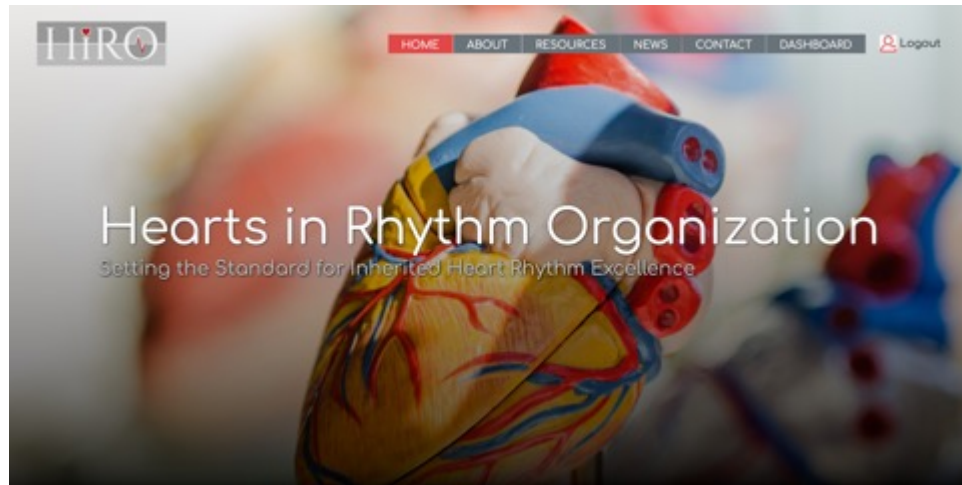 HiRO
HOME ABOUT RESOURCES NEWS CONTACT DASHBOARD Logout
Hearts in Rhythm Organization
Setting the Standard for Inherited Heart Rhythm Excellence